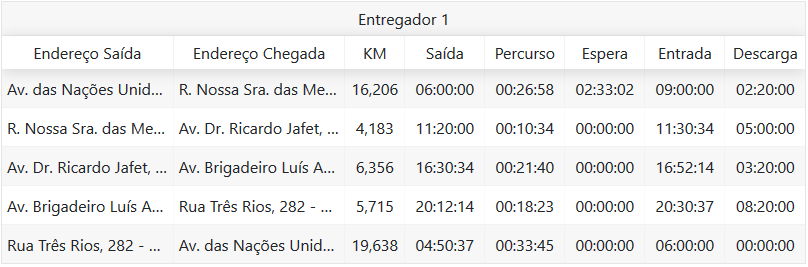 Entregador 1
Endereço Saída Endereço Chegada KM Saída Percurso Espera Entrada Descarga
Av. das Nações Unid... R. Nossa Sra. das Me... 16,206 06:00:00 00:26:58 02:33:02 09:00:00 02:20:00
R. Nossa Sra. das Me... Av. Dr. Ricardo Jafet, ... 4,183 11:20:00 00:10:34 00:00:00 11:30:34 05:00:00
Av. Dr. Ricardo Jafet, ... Av. Brigadeiro Luís A... 6,356 16:30:34 00:21:40 00:00:00 16:52:14 03:20:00
Av. Brigadeiro Luís A... Rua Três Rios, 282 - ... 5,715 20:12:14 00:18:23 00:00:00 20:30:37 08:20:00
Rua Três Rios, 282 - ... Av. das Nações Unid... 19,638 04:50:37 00:33:45 00:00:00 06:00:00 00:00:00